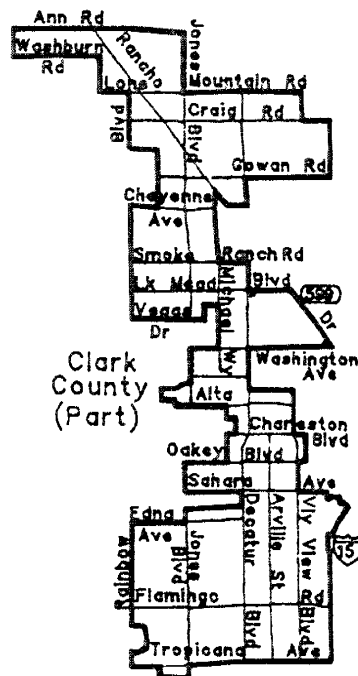 Ann Rd
Washburn
Rd
Rancho
Jones
Blvd
Lone Mountain Rd
Blvd
Craig Rd
Gowan Rd
Cheyenne
Ave
Smoke Ranch Rd
Lk Mead Blvd
599
Vegas
Dr
Michael Wy
Dr
Washington
Ave
Clark
County
(Part)
Alta
Charleston
Blvd
Oakey Blvd
Sahara Ave
Edna
Ave
Jones
Blvd
Rainbow
Blvd
Decatur
Blvd
Arville St
Vly View
Blvd
15
Flamingo Rd
Tropicana Ave